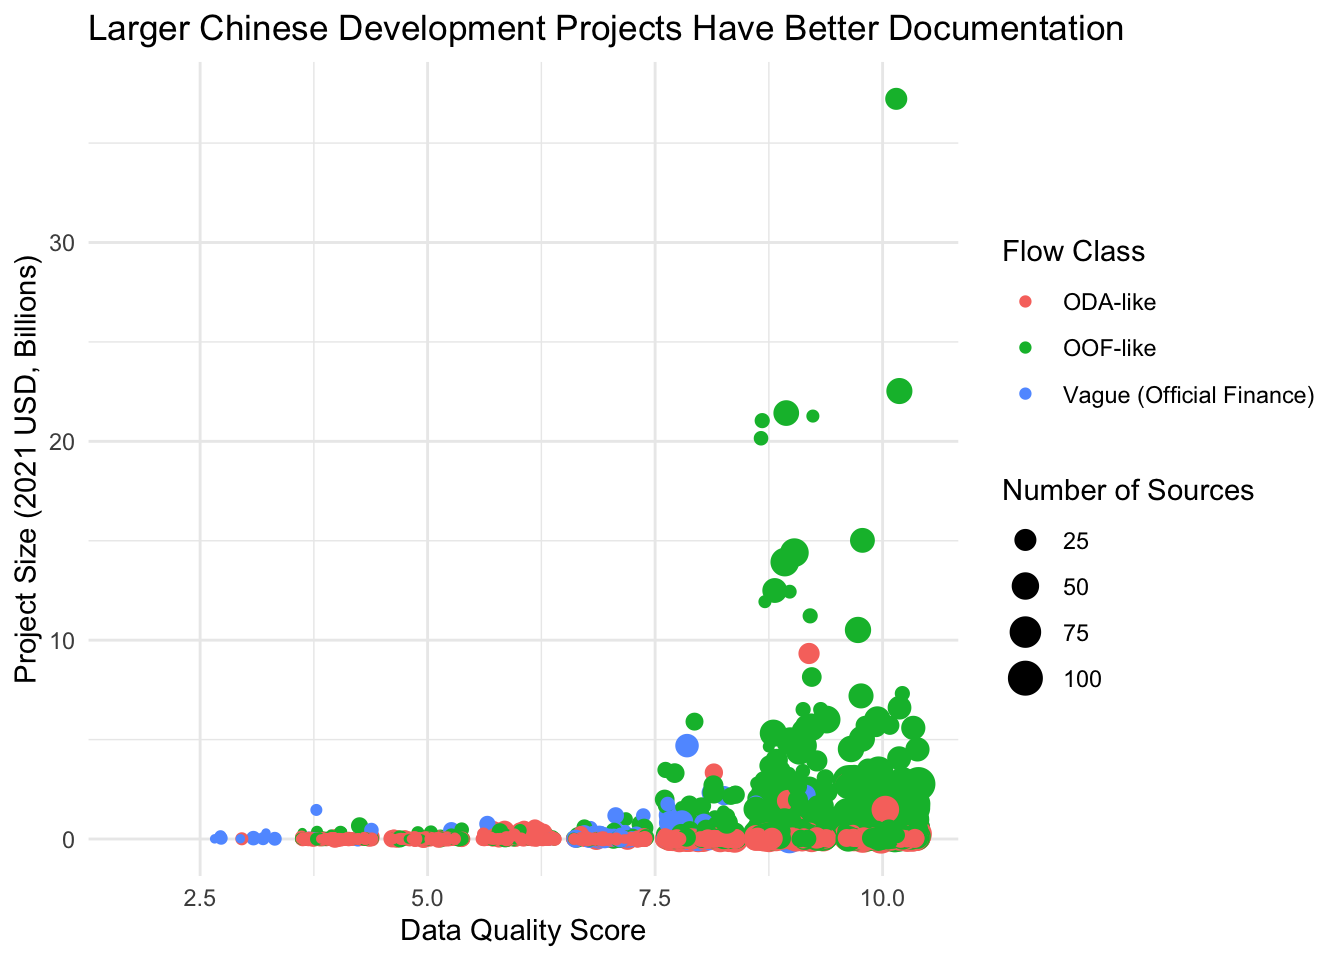 Larger Chinese Development Projects Have Better Documentation
Project Size (2021 USD, Billions)
30
20
10
0
2.5
5.0
7.5
10.0
Data Quality Score
Flow Class
ODA-like
OOF-like
Vague (Official Finance)
Number of Sources
25
50
75
100